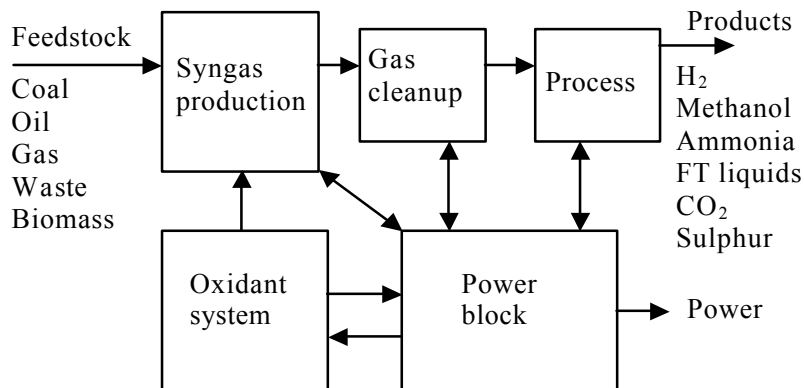 Feedstock
Coal
Oil
Gas
Waste
Biomass
Syngas
production
Gas
cleanup
Process
Products
H₂
Methanol
Ammonia
FT liquids
CO₂
Sulphur
Oxidant
system
Power
block
Power